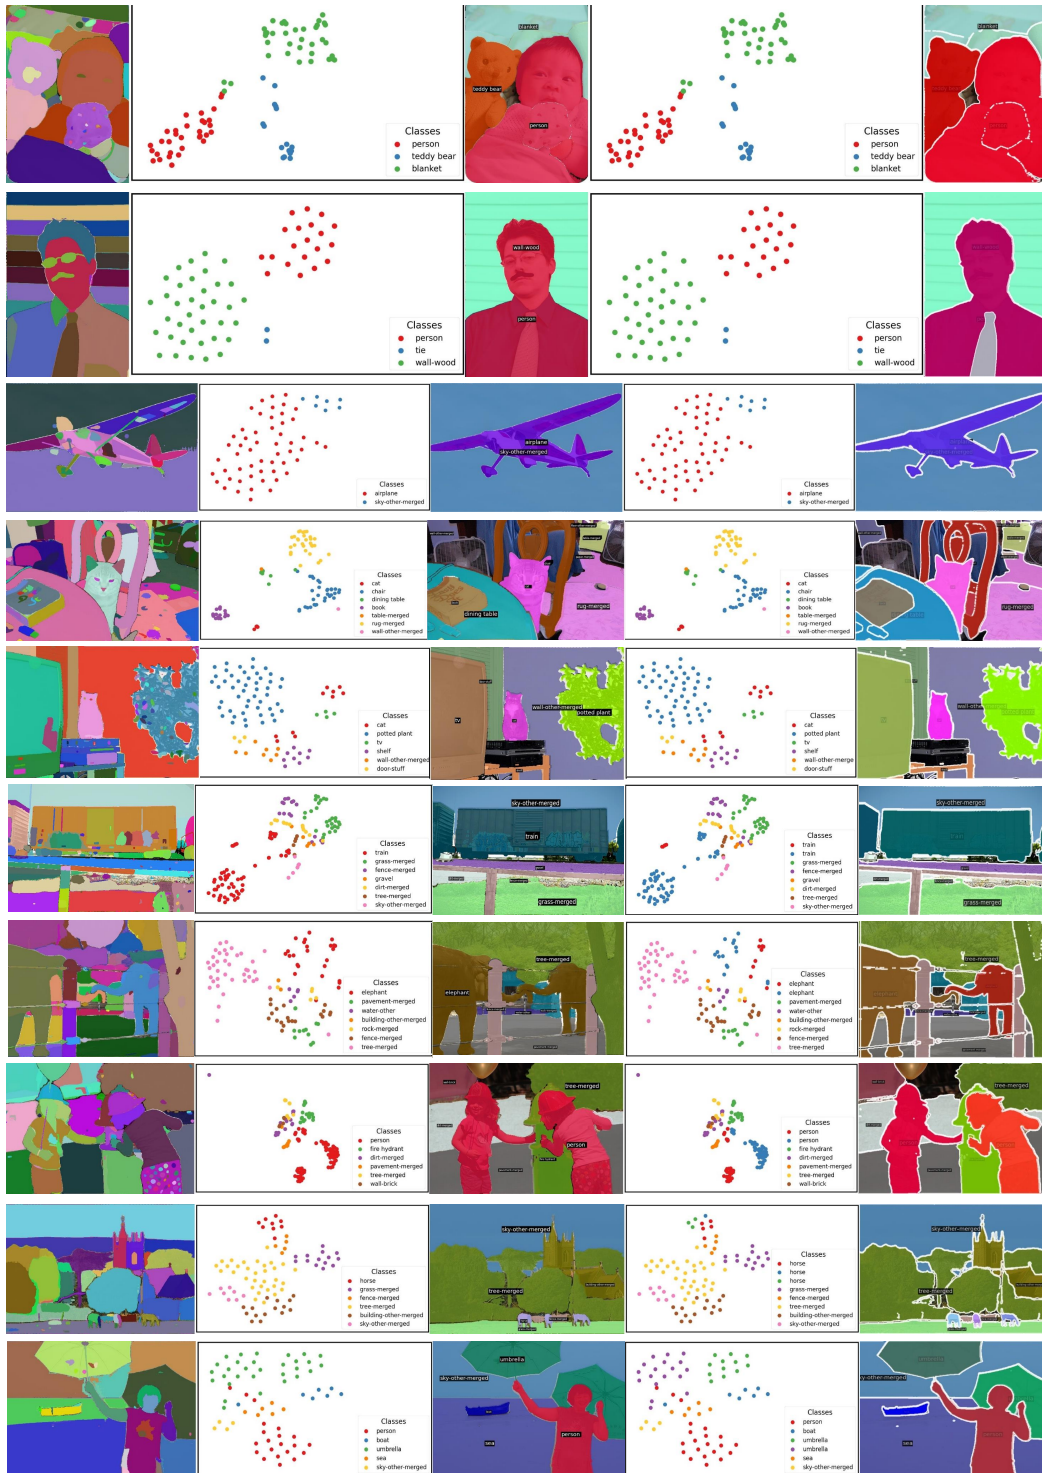 blanket
teddy bear
person
Classes
person
teddy bear
blanket
Classes
person
teddy bear
blanket
blanket
teddy bear
wall-wood
person
Classes
person
tie
wall-wood
Classes
person
tie
wall-wood
airplane
sky-other-merged
Classes
airplane
sky-other-merged
Classes
airplane
sky-other-merged
Classes
cat
chair
dining table
book
table-merged
rug-merged
wall-other-merged
dining table
rug-merged
Classes
cat
chair
dining table
book
table-merged
rug-merged
wall-other-merged
rug-merged
Classes
cat
potted plant
tv
shelf
wall-other-merged
door-stuff
tv
wall-other-merged
potted plant
Classes
cat
potted plant
tv
shelf
wall-other-merge
door-stuff
wall-other-merged
Classes
train
grass-merged
fence-merged
gravel
dirt-merged
tree-merged
sky-other-merged
sky-other-merged
train
grass-merged
Classes
train
train
grass-merged
fence-merged
gravel
dirt-merged
tree-merged
sky-other-merged
sky-other-merged
train
grass-merged
Classes
elephant
pavement-merged
water-other
building-other-merged
rock-merged
fence-merged
tree-merged
tree-merged
elephant
Classes
elephant
elephant
pavement-merged
water-other
building-other-merged
rock-merged
fence-merged
tree-merged
tree-merged
Classes
person
fire hydrant
dirt-merged
pavement-merged
tree-merged
wall-brick
tree-merged
person
Classes
person
person
fire hydrant
dirt-merged
pavement-merged
tree-merged
wall-brick
tree-merged
Classes
horse
grass-merged
fence-merged
tree-merged
building-other-merged
sky-other-merged
sky-other-merged
tree-merged
Classes
horse
horse
horse
grass-merged
fence-merged
tree-merged
building-other-merged
sky-other-merged
sky-other-merged
tree-merged
Classes
person
boat
umbrella
sea
sky-other-merged
umbrella
sky-other-merged
sea
person
Classes
person
boat
umbrella
umbrella
sea
sky-other-merged
umbrella
ky-other-merged
sea